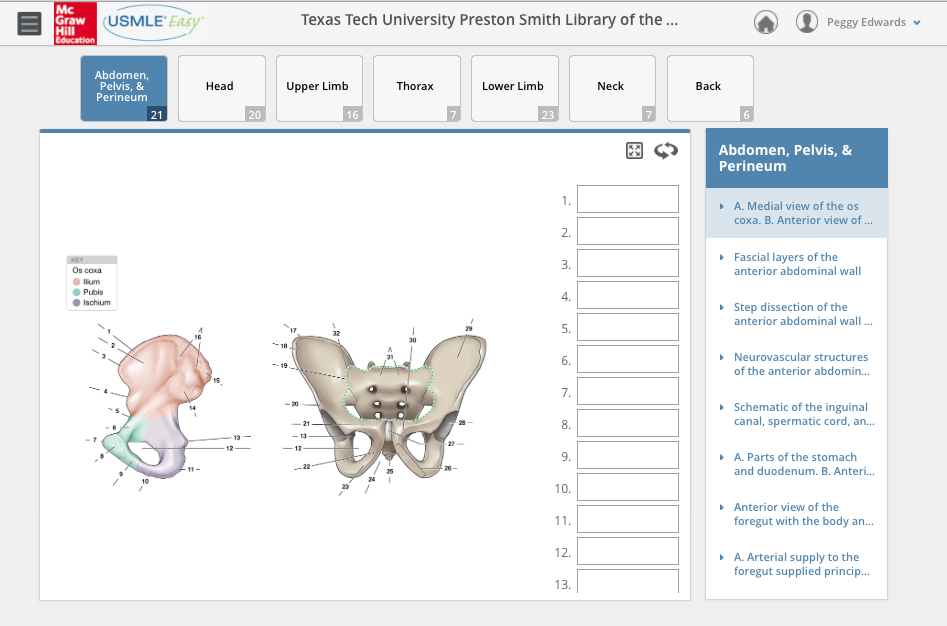 Mc
Graw
Hill
Education
USMLE® Easy™
Texas Tech University Preston Smith Library of the ...
Peggy Edwards
Abdomen,
Pelvis, &
Perineum
21
Head
20
Upper Limb
16
Thorax
7
Lower Limb
23
Neck
7
Back
6
KEY
Os coxa
Ilium
Pubis
Ischium
1
2
3
4
5
6
7
8
9
10
11
12
13
14
15
16
17
18
19
20
21
13
12
22
23
24
25
26
27
28
29
30
31
32
1.
2.
3.
4.
5.
6.
7.
8.
9.
10.
11.
12.
13.
Abdomen, Pelvis, &
Perineum
A. Medial view of the os
coxa. B. Anterior view of ...
Fascial layers of the
anterior abdominal wall
Step dissection of the
anterior abdominal wall ...
Neurovascular structures
of the anterior abdomin...
Schematic of the inguinal
canal, spermatic cord, an...
A. Parts of the stomach
and duodenum. B. Anteri...
Anterior view of the
foregut with the body an...
A. Arterial supply to the
foregut supplied princip...